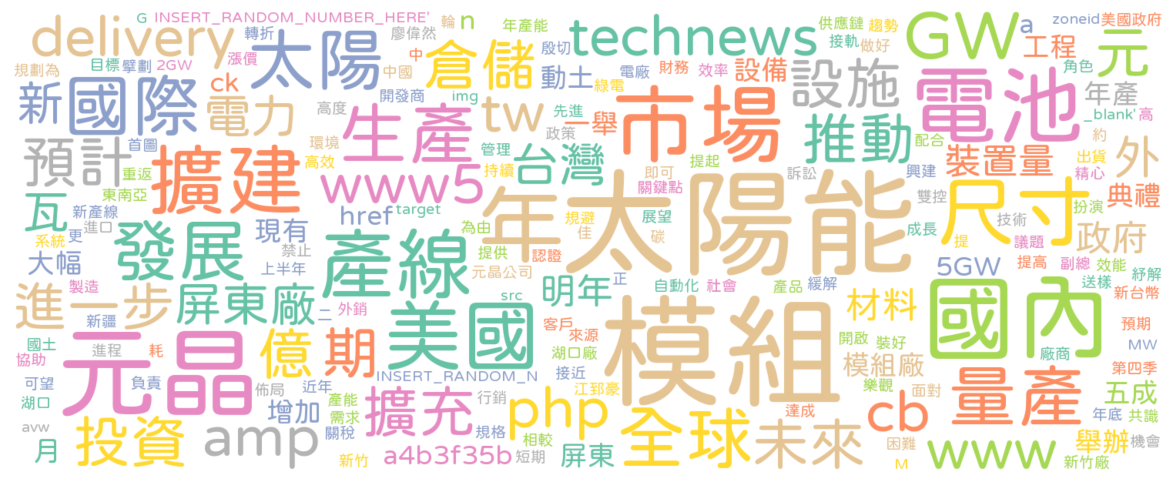 G INSERT_RANDOM_NUMBER_HERE' 輪 n 年產能 供應鏈 趨勢 zoneid 美國政府
delivery 轉折 廖偉然 technews 接軌 做好 GW a 工程 元
目標 擘劃 2GW 漲價 太陽 中 倉儲 殷切 電廠 財務 效率 設備 角色
規劃為 ck 中國 動土 綠電 設施 電池 年產
新 國際 電力 開發商 img tw 先進 一舉 市場 推動 _blank' 高
高度 生產 政策 配合 約
首圖 環境 管理 台灣 提起 裝置量 出貨 外
預計 重返 擴建 高效 持續 即可 訴訟 興建 精心
東南亞 www5 關鍵點 雙控 典禮
瓦 新產線 進口 href target 年 太陽能 尺寸 扮演
系統 更 發展 現有 產線 為由 規避 展望 成長 技術 政府
禁止 提供 佳 碳 提 議題
大幅 上半年 認證 正 5GW 提高 副總 效能
製造 元晶公司 明年 自動化 社會 產品 緩解 送樣 紓解
進一步 屏東廠 外銷 美國 src 材料 國內 新台幣
新疆 二 客戶 模組 開啟 裝好 預期
國土 元晶 億 期 來源 MW
協助 進程 耗 湖口廠 模組廠 廠商
可望 負責 佈局 近年 INSERT_RANDOM_N 接近 樂觀 面對 量產 第四季
湖口 產能 擴充 行銷 江郅豪 五成
avw 投資 增加 需求 php 全球 達成 cb 年底 共識
月 amp 關稅 規格 相較 未來 困難 www 舉辦 機會
新竹 a4b3f35b 短期 屏東 M 新竹廠